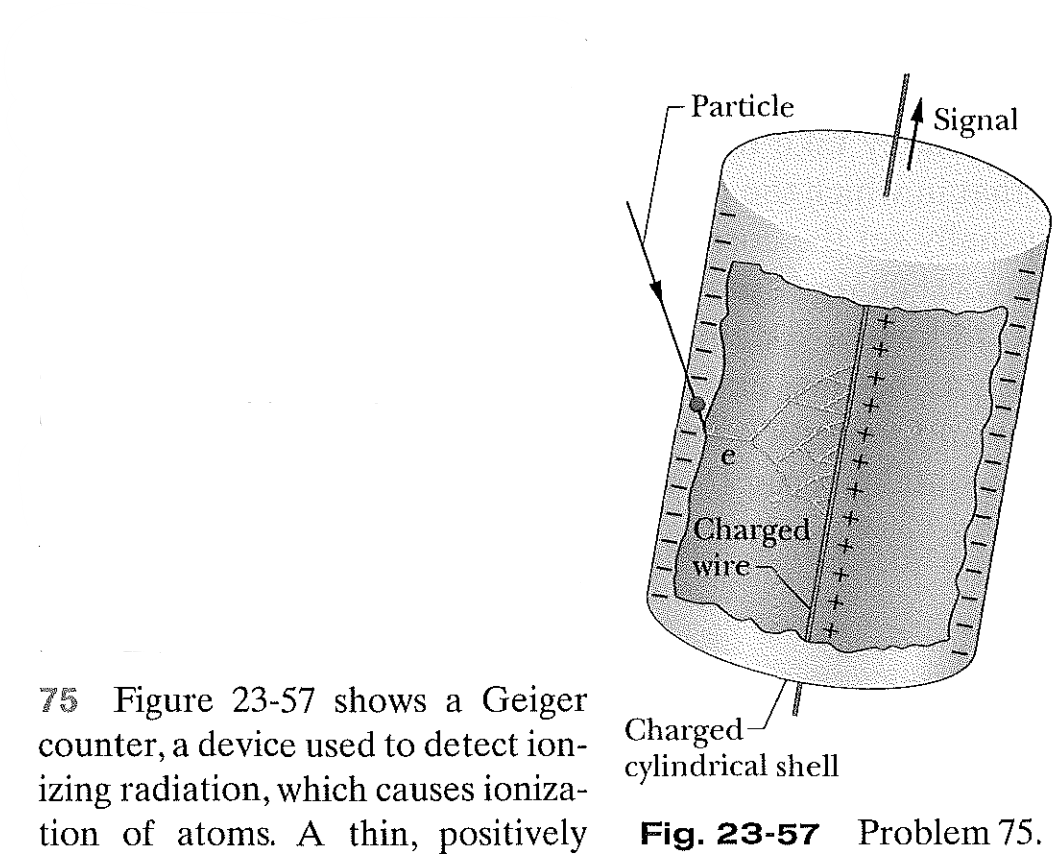 Particle
Signal
e
Charged
wire
Charged
cylindrical shell
75 Figure 23-57 shows a Geiger
counter, a device used to detect ion-
izing radiation, which causes ioniza-
tion of atoms. A thin, positively
Fig. 23-57 Problem 75.